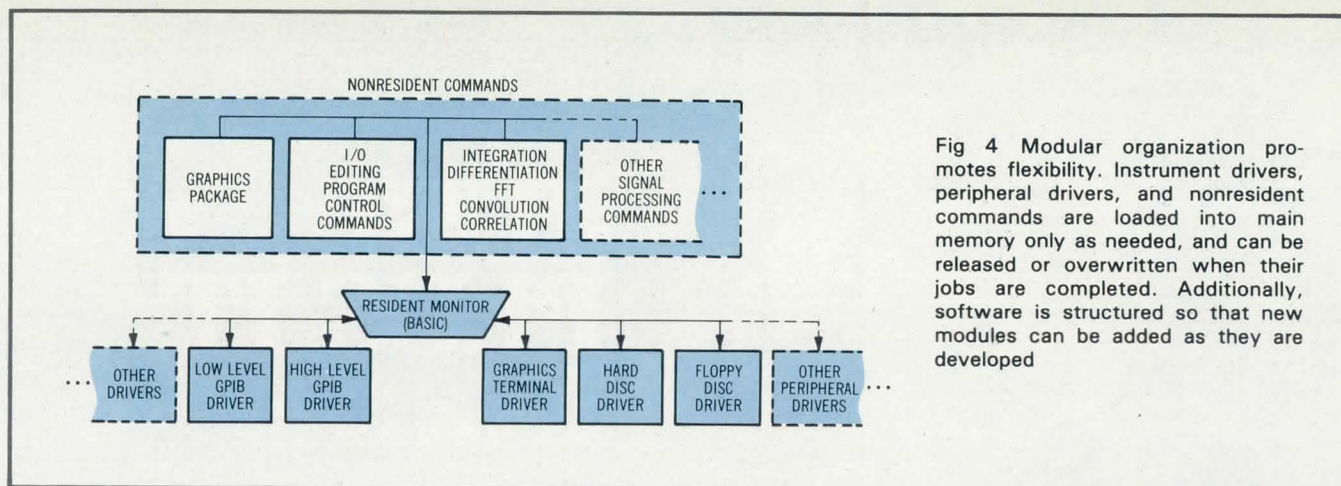 NONRESIDENT COMMANDS
GRAPHICS
PACKAGE
I/O
EDITING
PROGRAM
CONTROL
COMMANDS
INTEGRATION
DIFFERENTIATION
FFT
CONVOLUTION
CORRELATION
OTHER
SIGNAL
PROCESSING
COMMANDS
...
RESIDENT MONITOR
(BASIC)
...
OTHER
DRIVERS
LOW LEVEL
GPIB
DRIVER
HIGH LEVEL
GPIB
DRIVER
GRAPHICS
TERMINAL
DRIVER
HARD
DISC
DRIVER
FLOPPY
DISC
DRIVER
OTHER
PERIPHERAL
DRIVERS
...
Fig 4 Modular organization pro-
motes flexibility. Instrument drivers,
peripheral drivers, and nonresident
commands are loaded into main
memory only as needed, and can be
released or overwritten when their
jobs are completed. Additionally,
software is structured so that new
modules can be added as they are
developed